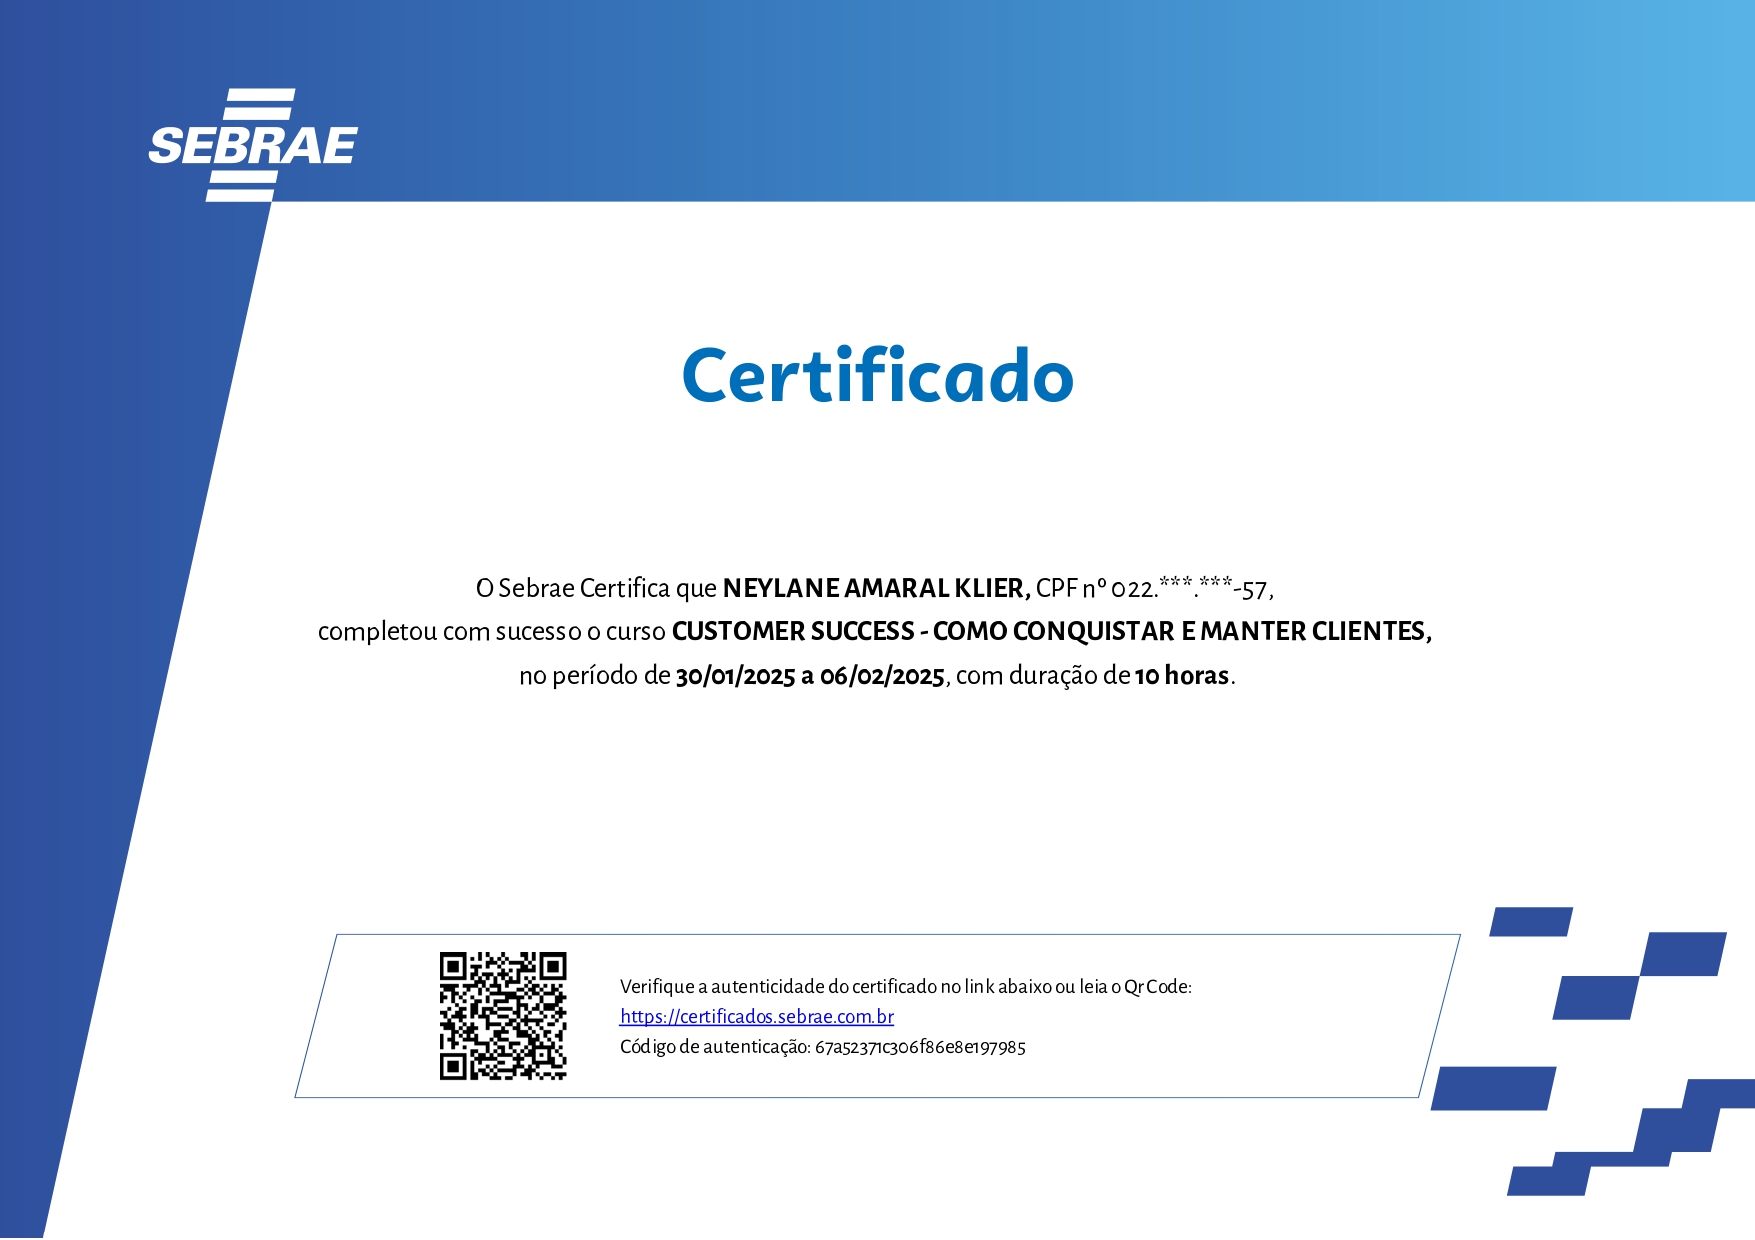 SEBRAE
Certificado
O Sebrae Certifica que NEYLANE AMARAL KLIER, CPF nº 022.***.***-57,
completou com sucesso o curso CUSTOMER SUCCESS - COMO CONQUISTAR E MANTER CLIENTES,
no período de 30/01/2025 a 06/02/2025, com duração de 10 horas.
Verifique a autenticidade do certificado no link abaixo ou leia o Qr Code:
https://certificados.sebrae.com.br
Código de autenticação: 67a52371c306f86e8e197985